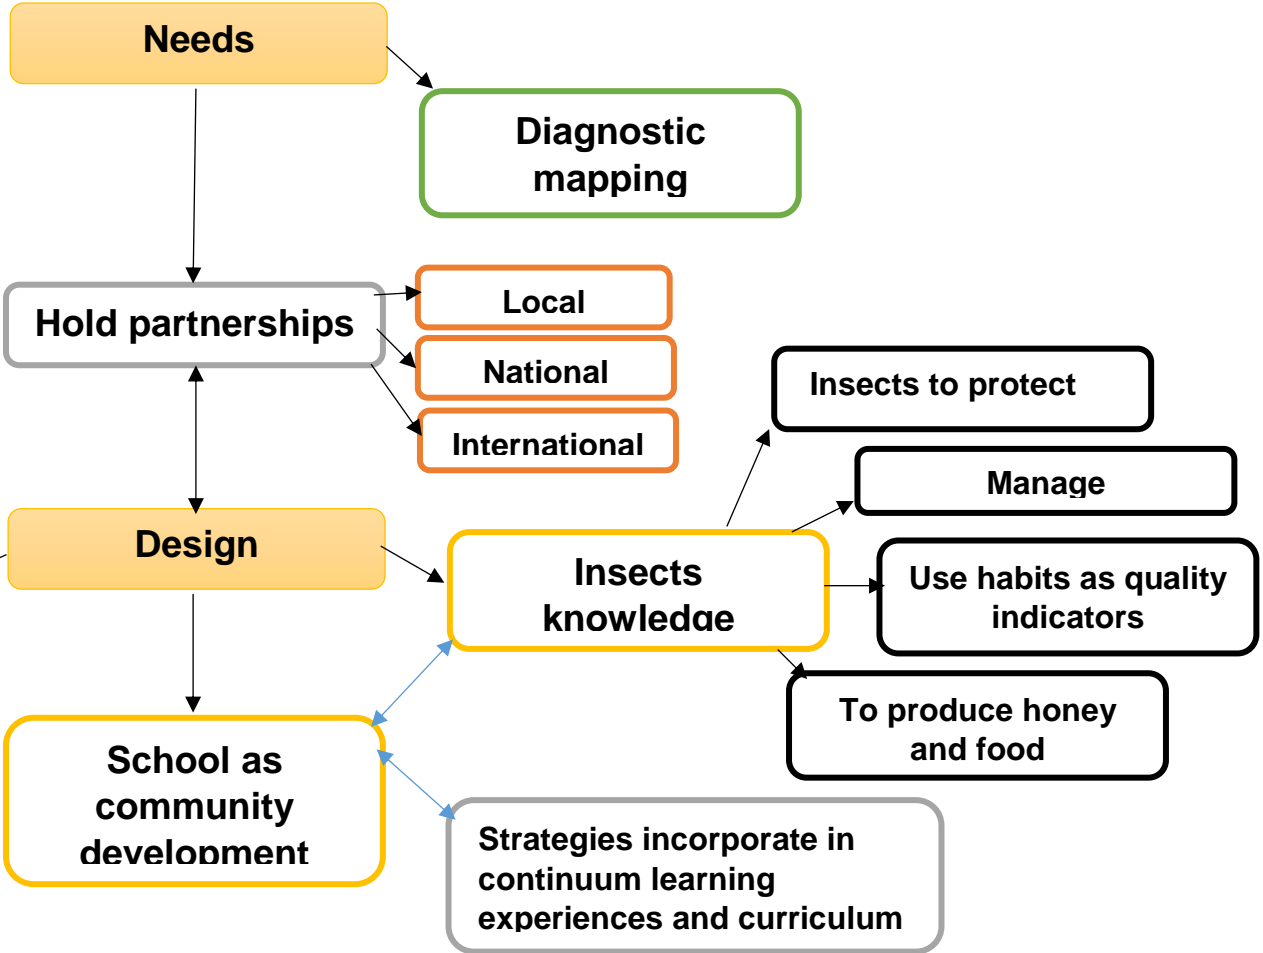 Needs
Diagnostic
mapping
Hold partnerships
Local
National
International
Insects to protect
Manage
Design
Insects
knowledge
Use habits as quality
indicators
To produce honey
and food
School as
community
development
Strategies incorporate in
continuum learning
experiences and curriculum